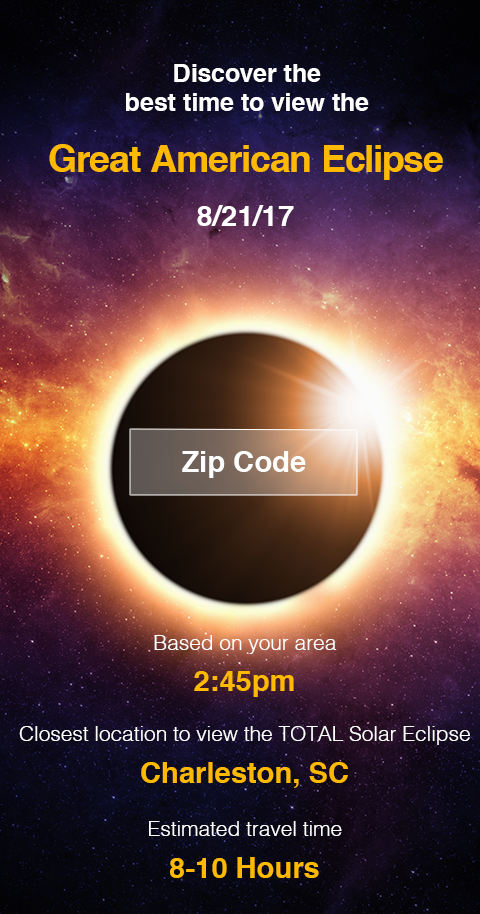 Discover the
best time to view the
Great American Eclipse
8/21/17
Zip Code
Based on your area
2:45pm
Closest location to view the TOTAL Solar Eclipse
Charleston, SC
Estimated travel time
8-10 Hours